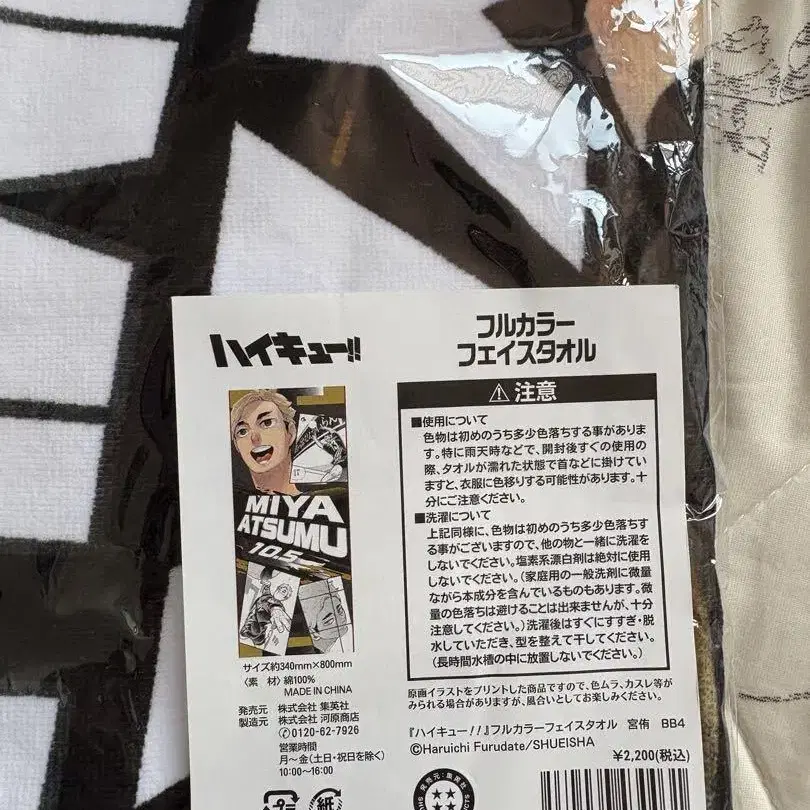 ハイキュー!!
MIYA
ATSUMU
10.5
サイズ約340mm×800mm
〈素 材〉綿100%
MADE IN CHINA
発売元 株式会社 集英社
製造元 株式会社 河原商店
0120-62-7926
営業時間
月～金(土日・祝日を除く)
10:00～16:00
紙
フルカラー
フェイスタオル
⚠注意
■使用について
色物は初めのうち多少色落ちする事があります。特に雨天時などで、開封後すぐの使用の
際、タオルが濡れた状態で首などに掛けてい
ますと、衣服に色移りする可能性があります。十
分にご注意ください。
■洗濯について
上記同様に、色物は初めのうち多少色落ちす
る事がございますので、他の物と一緒に洗濯を
しないでください。塩素系漂白剤は絶対に使用
しないでください。(家庭用の一般洗剤に微量
ながら本成分を含んでいるものもあります。微
量の色落ちは避けることは出来ませんが、十分
注意してください。)洗濯後はすぐにすすぎ・脱
水していただき、型を整えて干してください。
(長時間水槽の中に放置しないでください。)
原画イラストをプリントした商品ですので、色ムラ、カスレ等が
みられる場合がありますが、風合いとしてお楽しみください。
『ハイキュー!!』フルカラーフェイスタオル 宮侑 BB4
©Haruichi Furudate/SHUEISHA
¥2,200(税込)
発売元:集英社